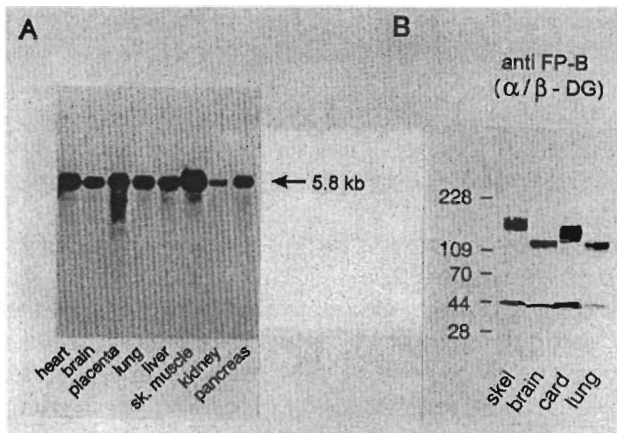 A
5.8 kb
heart
brain
placenta
lung
liver
sk. muscle
kidney
pancreas
B
anti FP-B
(α/β - DG)
228
109
70
44
28
skel
brain
card
lung